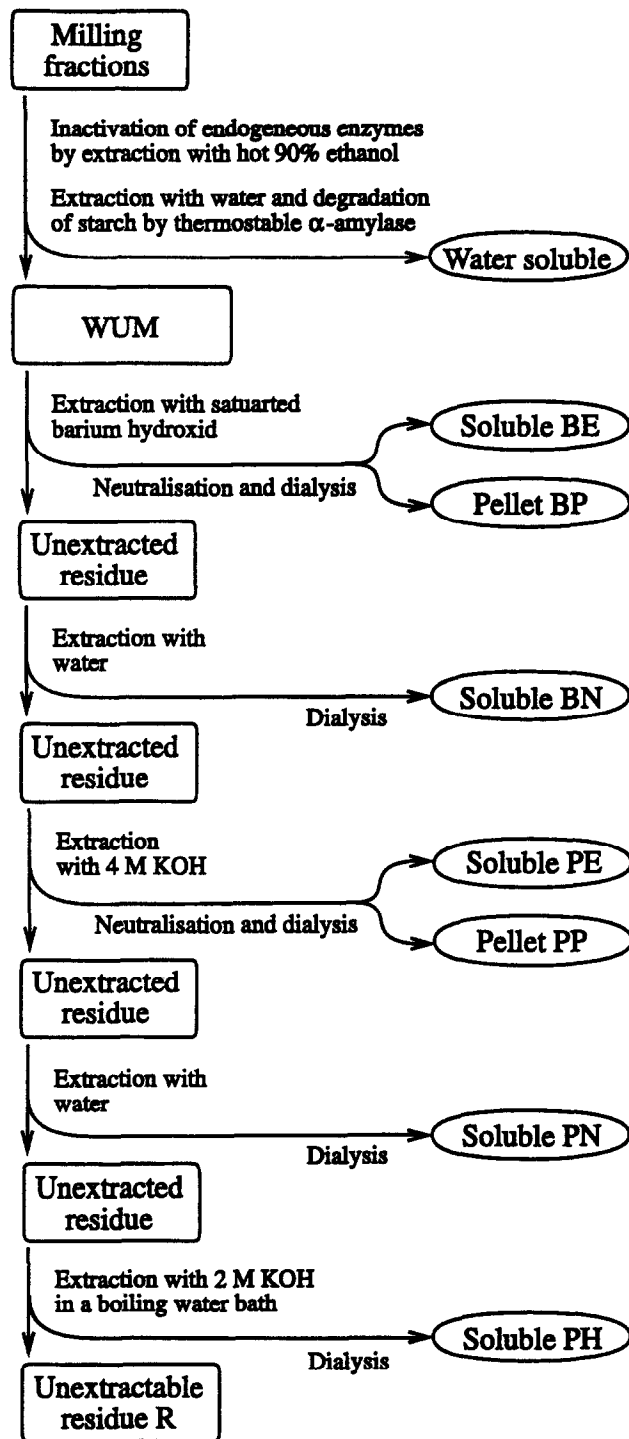 Milling
fractions
Inactivation of endogeneous enzymes
by extraction with hot 90% ethanol
Extraction with water and degradation
of starch by thermostable α-amylase
Water soluble
WUM
Extraction with satuarted
barium hydroxid
Soluble BE
Neutralisation and dialysis
Pellet BP
Unextracted
residue
Extraction with
water
Soluble BN
Dialysis
Unextracted
residue
Extraction
with 4 M KOH
Soluble PE
Neutralisation and dialysis
Pellet PP
Unextracted
residue
Extraction with
water
Soluble PN
Dialysis
Unextracted
residue
Extraction with 2 M KOH
in a boiling water bath
Soluble PH
Dialysis
Unextractable
residue R